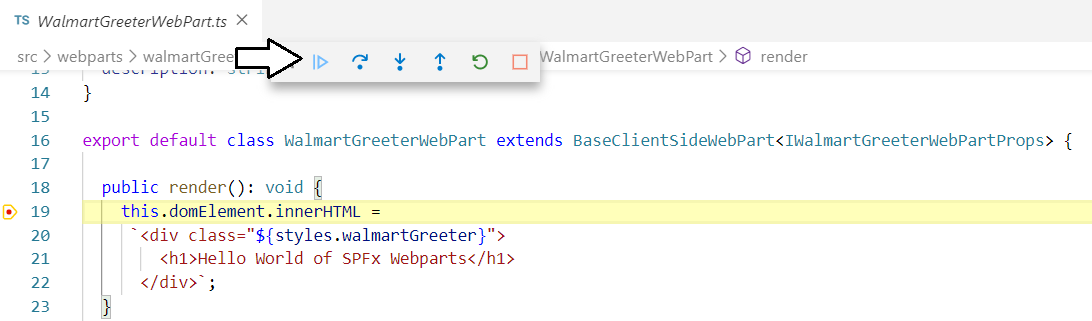 TS WalmartGreeterWebPart.ts ×
src > webparts > walmartGree WalmartGreeterWebPart > render
13 description: stri
14 }
15
16 export default class WalmartGreeterWebPart extends BaseClientSideWebPart<IWalmartGreeterWebPartProps> {
17
18 public render(): void {
19 this.domElement.innerHTML =
20 `<div class="${styles.walmartGreeter}">
21 <h1>Hello World of SPFx Webparts</h1>
22 </div>`;
23 }